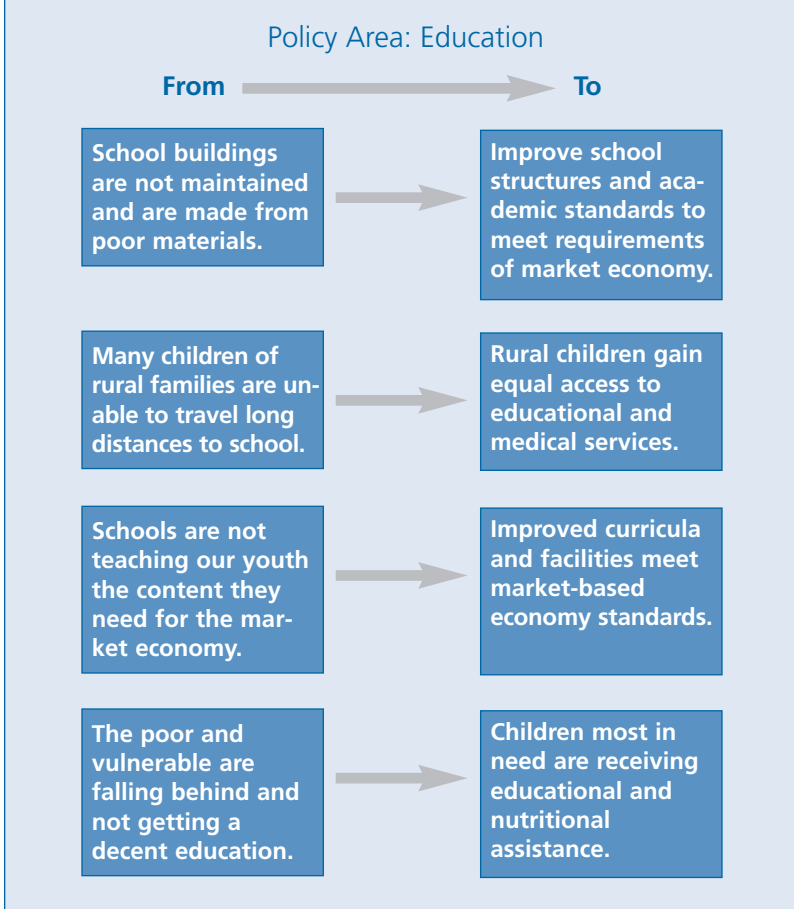 Policy Area: Education
From
To
School buildings
are not maintained
and are made from
poor materials.
Improve school
structures and aca-
demic standards to
meet requirements
of market economy.
Many children of
rural families are un-
able to travel long
distances to school.
Rural children gain
equal access to
educational and
medical services.
Schools are not
teaching our youth
the content they
need for the mar-
ket economy.
Improved curricula
and facilities meet
market-based
economy standards.
The poor and
vulnerable are
falling behind and
not getting a
decent education.
Children most in
need are receiving
educational and
nutritional
assistance.